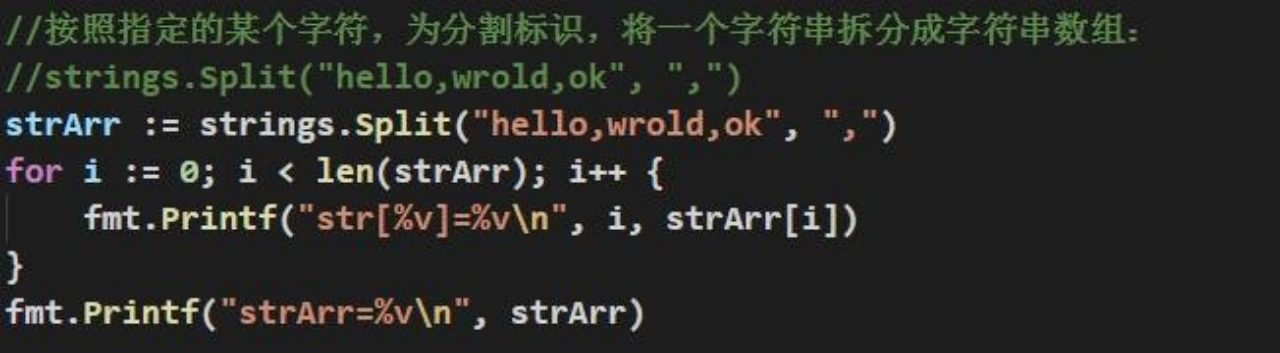 //按照指定的某个字符，为分割标识，将一个字符串拆分成字符串数组：
//strings.Split("hello,wrold,ok", ",")
strArr := strings.Split("hello,wrold,ok", ",")
for i := 0; i < len(strArr); i++ {
    fmt.Printf("str[%v]=%v\n", i, strArr[i])
}
fmt.Printf("strArr=%v\n", strArr)